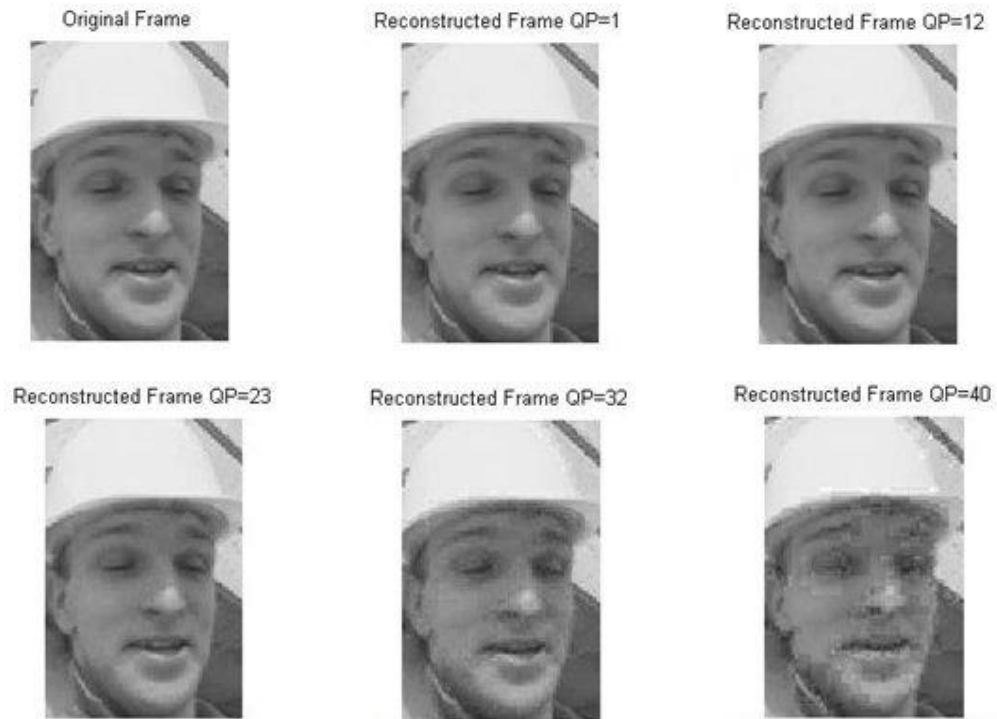 Original Frame
Reconstructed Frame QP=1
Reconstructed Frame QP=12
Reconstructed Frame QP=23
Reconstructed Frame QP=32
Reconstructed Frame QP=40